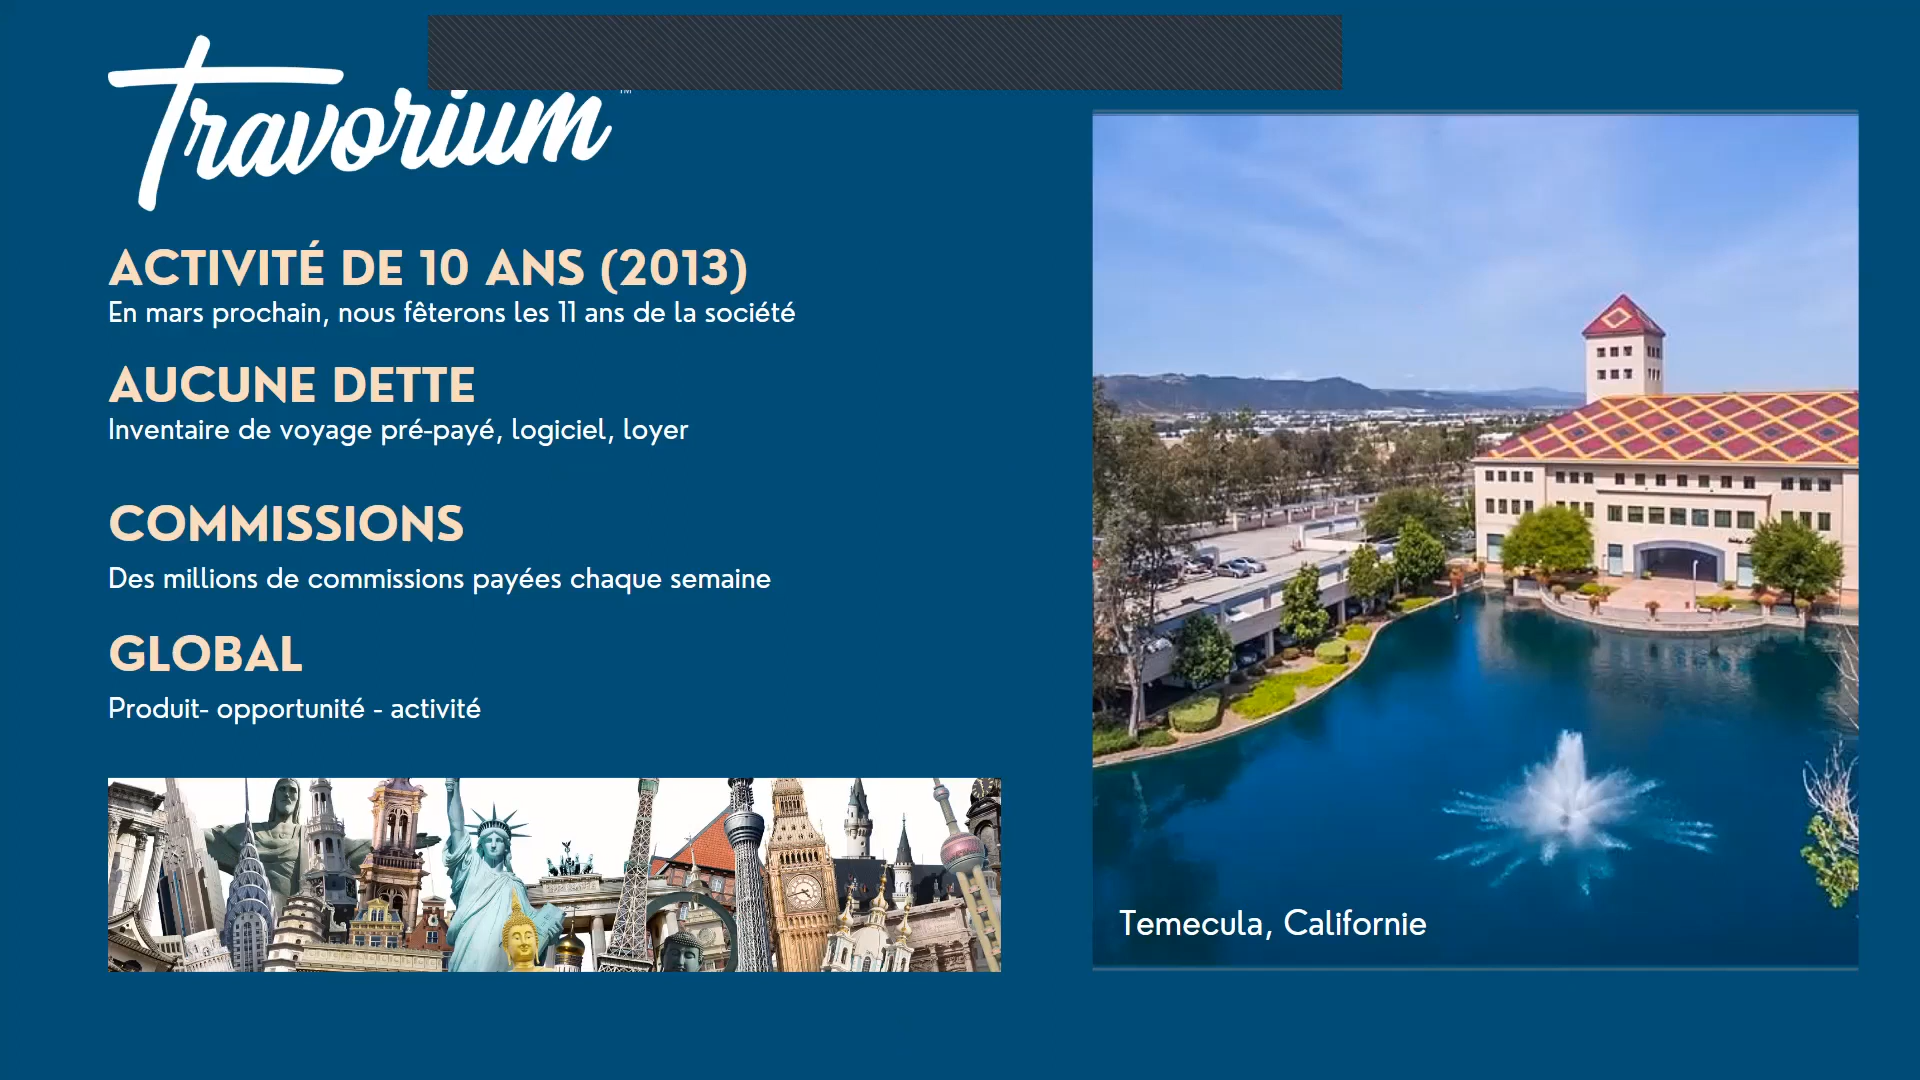 Travorium
TM
ACTIVITÉ DE 10 ANS (2013)
En mars prochain, nous fêterons les 11 ans de la société
AUCUNE DETTE
Inventaire de voyage pré-payé, logiciel, loyer
COMMISSIONS
Des millions de commissions payées chaque semaine
GLOBAL
Produit- opportunité - activité
Temecula, Californie